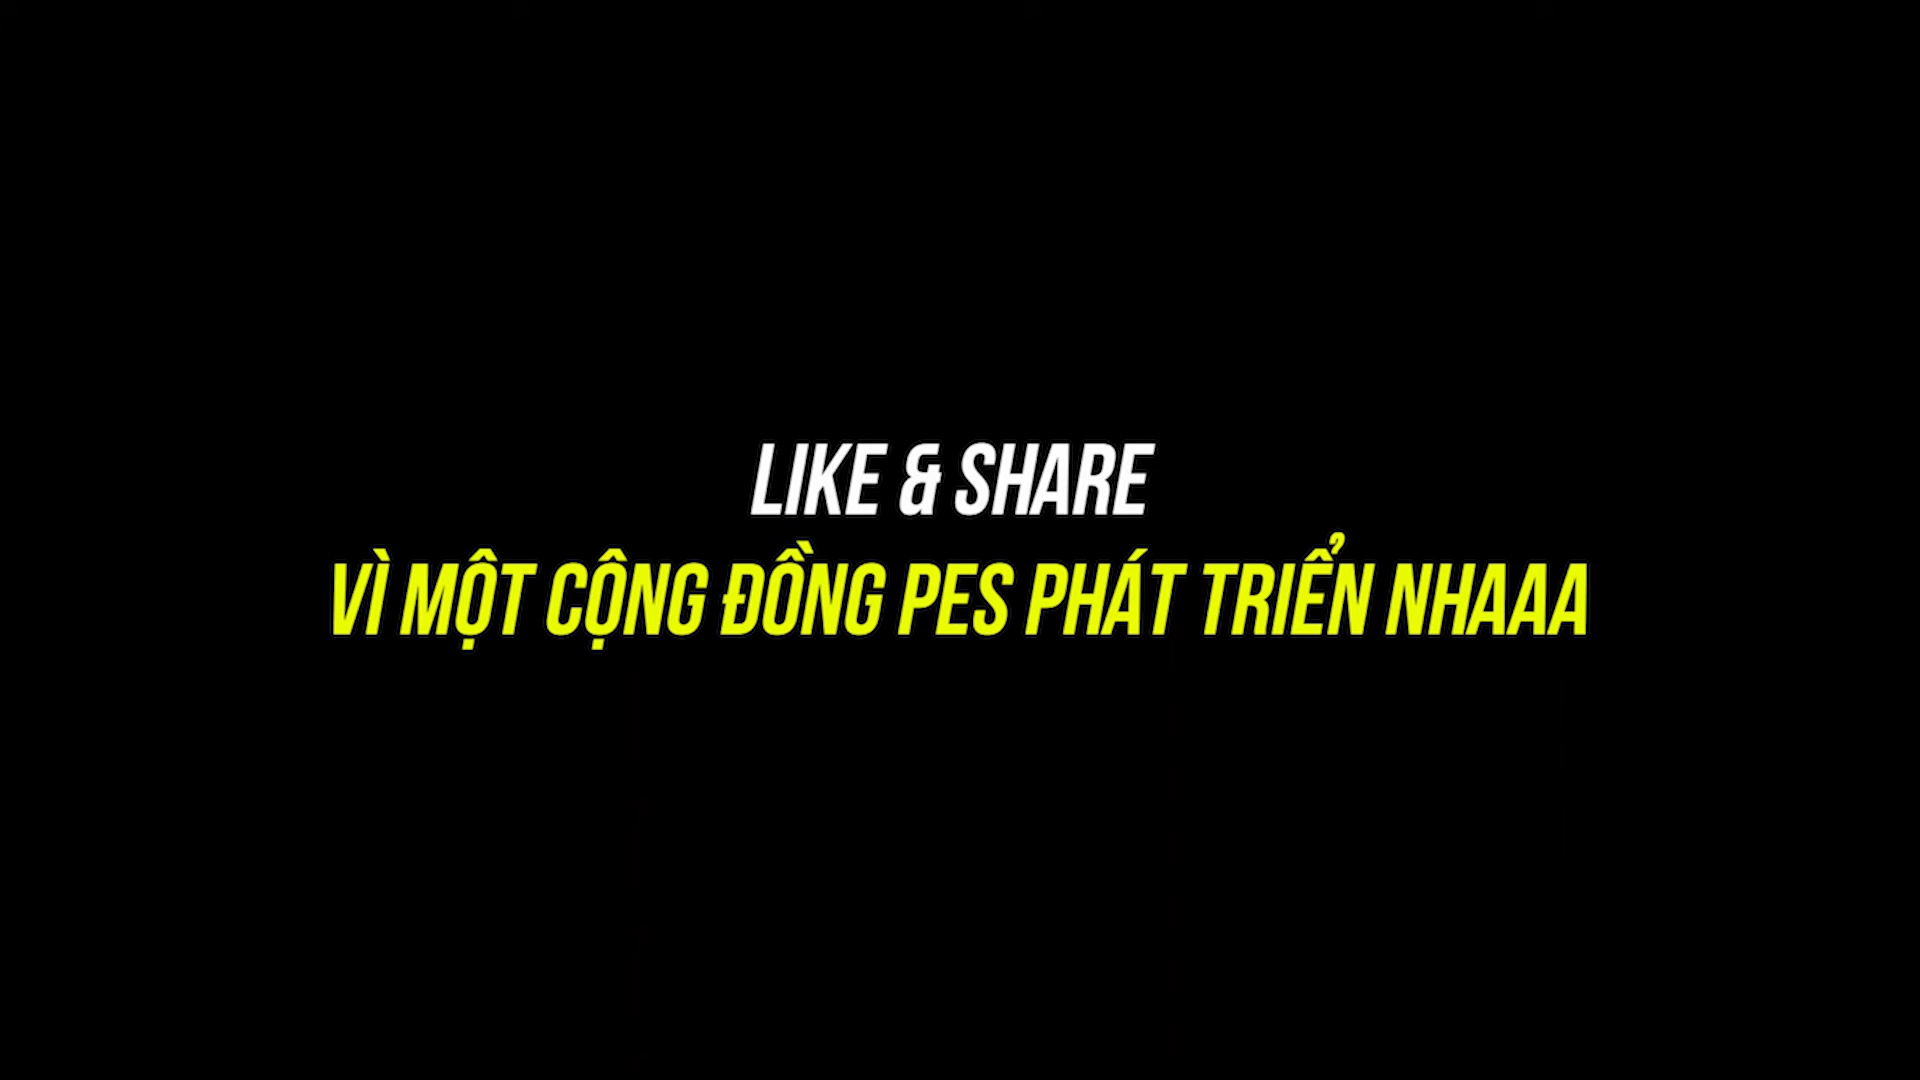 LIKE & SHARE
VÌ MỘT CỘNG ĐỒNG PES PHÁT TRIỂN NHAAA